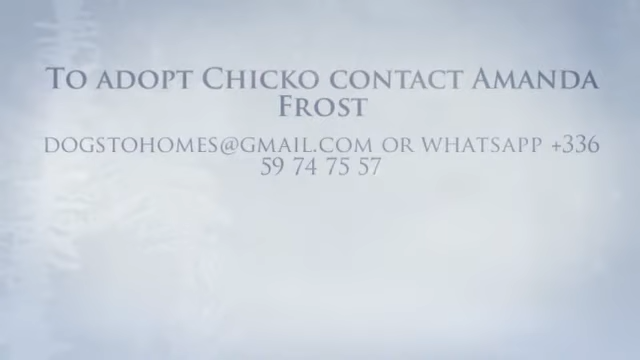 To adopt Chicko contact Amanda
Frost
dogstohomes@gmail.com or whatsapp +336
59 74 75 57